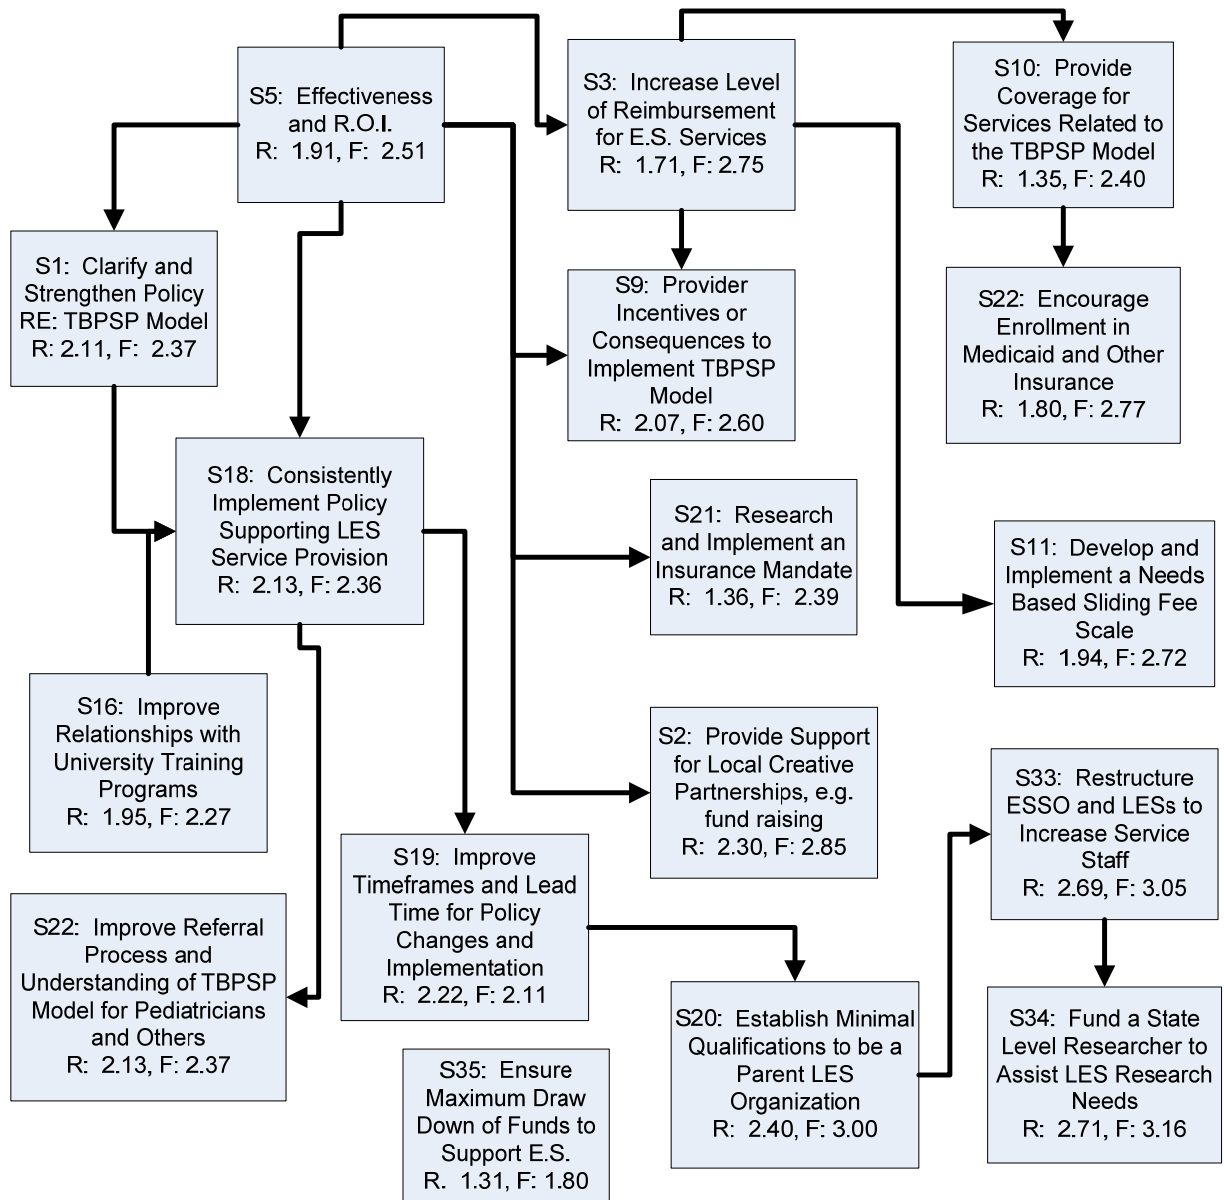 S5: Effectiveness
and R.O.I.
R: 1.91, F: 2.51
S3: Increase Level
of Reimbursement
for E.S. Services
R: 1.71, F: 2.75
S10: Provide
Coverage for
Services Related to
the TBPSP Model
R: 1.35, F: 2.40
S1: Clarify and
Strengthen Policy
RE: TBPSP Model
R: 2.11, F: 2.37
S9: Provider
Incentives or
Consequences to
Implement TBPSP
Model
R: 2.07, F: 2.60
S22: Encourage
Enrollment in
Medicaid and Other
Insurance
R: 1.80, F: 2.77
S18: Consistently
Implement Policy
Supporting LES
Service Provision
R: 2.13, F: 2.36
S21: Research
and Implement an
Insurance Mandate
R: 1.36, F: 2.39
S11: Develop and
Implement a Needs
Based Sliding Fee
Scale
R: 1.94, F: 2.72
S16: Improve
Relationships with
University Training
Programs
R: 1.95, F: 2.27
S2: Provide Support
for Local Creative
Partnerships, e.g.
fund raising
R: 2.30, F: 2.85
S33: Restructure
ESSO and LESs to
Increase Service
Staff
R: 2.69, F: 3.05
S19: Improve
Timeframes and Lead
Time for Policy
Changes and
Implementation
R: 2.22, F: 2.11
S22: Improve Referral
Process and
Understanding of TBPSP
Model for Pediatricians
and Others
R: 2.13, F: 2.37
S20: Establish Minimal
Qualifications to be a
Parent LES
Organization
R: 2.40, F: 3.00
S34: Fund a State
Level Researcher to
Assist LES Research
Needs
R: 2.71, F: 3.16
S35: Ensure
Maximum Draw
Down of Funds to
Support E.S.
R. 1.31, F: 1.80